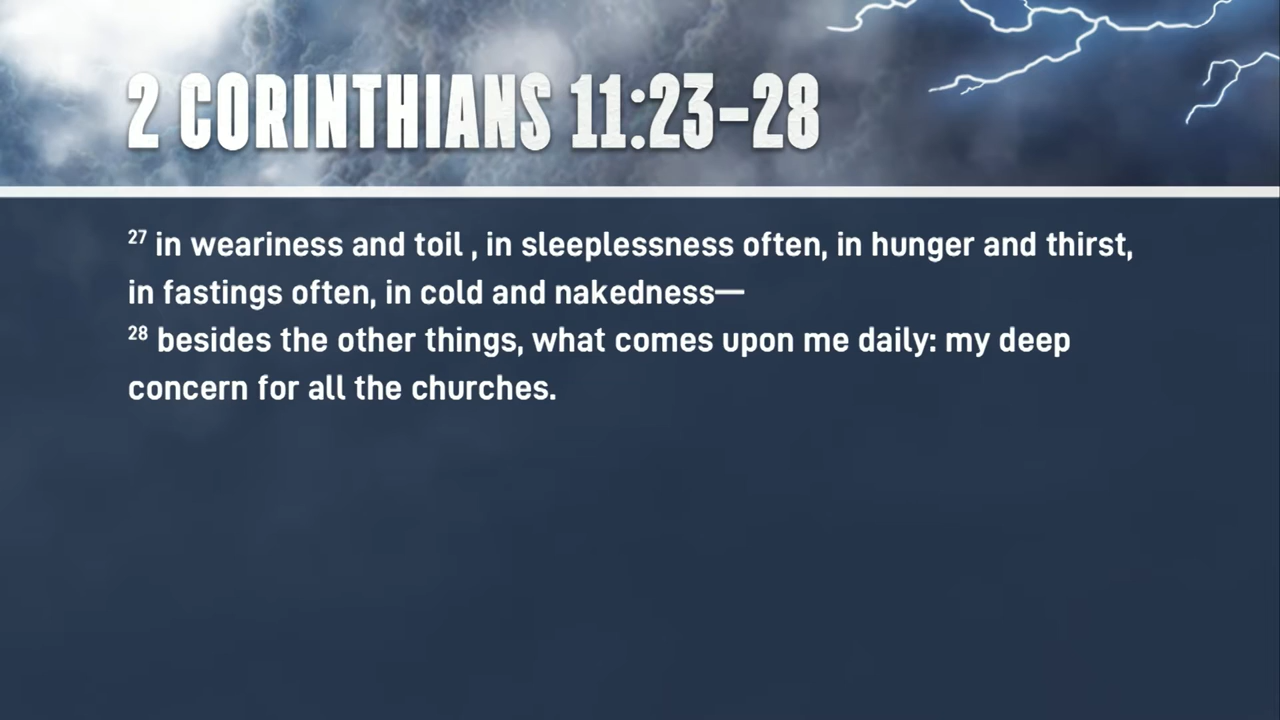 2 CORINTHIANS 11:23–28
27 in weariness and toil , in sleeplessness often, in hunger and thirst,
in fastings often, in cold and nakedness—
28 besides the other things, what comes upon me daily: my deep
concern for all the churches.